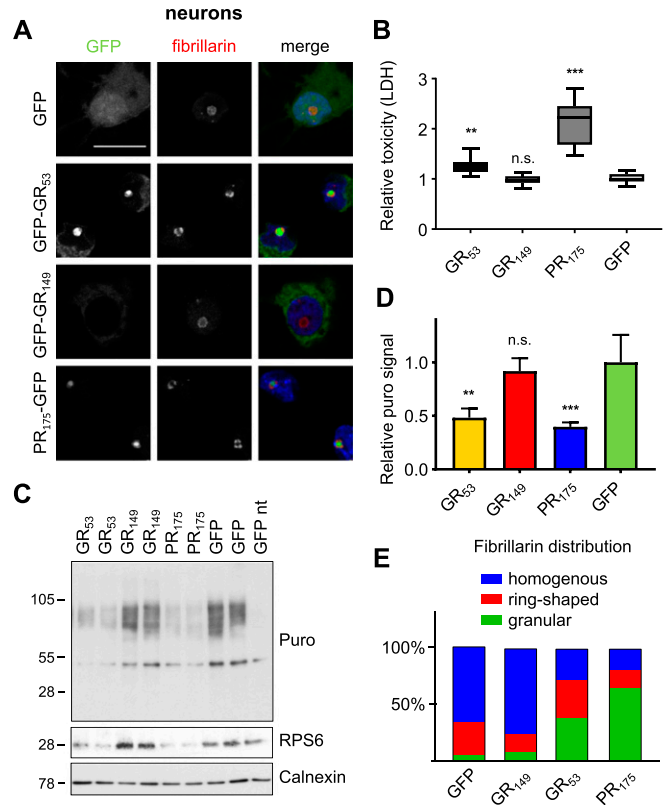 neurons
A
GFP fibrillarin merge
GFP
GFP-GR53
GFP-GR149
PR175-GFP
B
Relative toxicity (LDH)
3
2
1
0
**
n.s.
***
GR53 GR149 PR175 GFP
D
Relative puro signal
1.0
0.5
0.0
**
n.s.
***
GR53 GR149 PR175 GFP
C
GR53 GR53 GR149 GR149 PR175 PR175 GFP GFP GFP nt
105
55
28
Puro
28
RPS6
78
Calnexin
E
Fibrillarin distribution
homogenous
ring-shaped
granular
100%
50%
GFP GR149 GR53 PR175